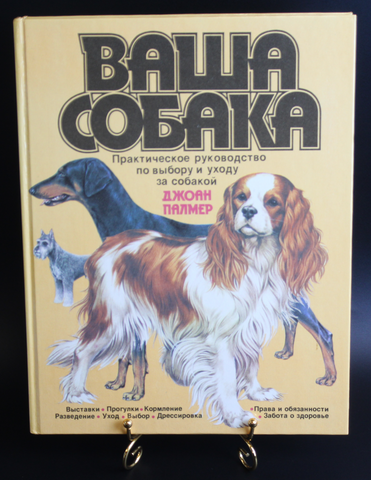 ВАША
СОБАКА
Практическое руководство
по выбору и уходу
за собакой
ДЖОАН
ПАЛМЕР
Выставки • Прогулки • Кормление
Разведение • Уход • Выбор • Дрессировка
• Права и обязанности
• Забота о здоровье